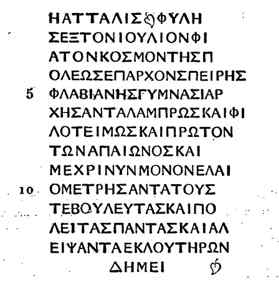 ΗΑΤΤΑΛΙΣ ΦΥΛΗ
ΣΕΞΤΟΝΙΟΥΛΙΟΝΦΙ
ΑΤΟΝΚΟΣΜΟΝΤΗΣΠ
ΟΛΕΩΣΕΠΑΡΧΟΝΣΠΕΙΡΗΣ
5 ΦΛΑΒΙΑΝΗΣΓΥΜΝΑΣΙΑΡ
ΧΗΣΑΝΤΑΛΑΜΠΡΩΣΚΑΙΦΙ
ΛΟΤΕΙΜΩΣΚΑΙΠΡΩΤΟΝ
ΤΩΝΑΠΑΙΩΝΟΣΚΑΙ
ΜΕΧΡΙΝΥΝΜΟΝΟΝΕΛΑΙ
10 ΟΜΕΤΡΗΣΑΝΤΑΤΟΥΣ
ΤΕΒΟΥΛΕΥΤΑΣΚΑΙΠΟ
ΛΕΙΤΑΣΠΑΝΤΑΣΚΑΙΑΛ
ΕΙΨΑΝΤΑΕΚΛΟΥΤΗΡΩΝ
ΔΗΜΕΙ